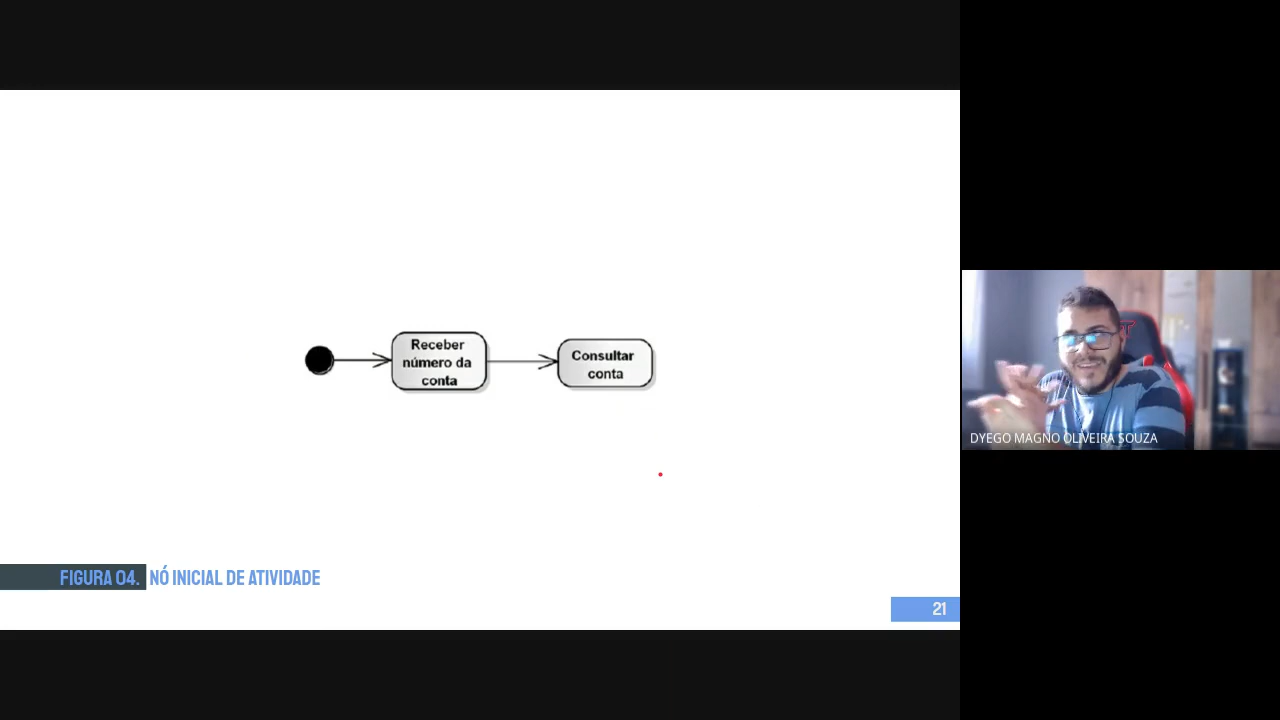 Receber
número da
conta
Consultar
conta
DYEGO MAGNO OLIVEIRA SOUZA
FIGURA 04. NÓ INICIAL DE ATIVIDADE
21